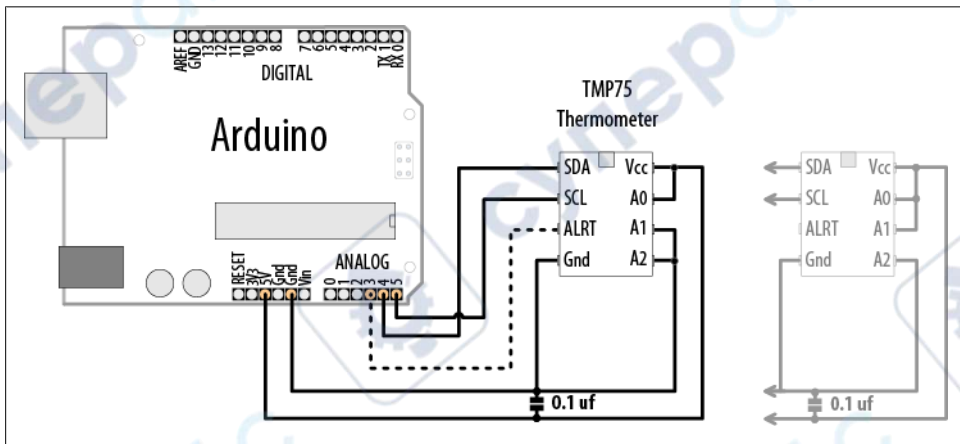 AREF
GND
13
12
11
10
9
8
7
6
5
4
3
2
TX 1
RX 0
DIGITAL
Arduino
TMP75
Thermometer
SDA Vcc
SCL A0
ALRT A1
Gnd A2
SDA Vcc
SCL A0
ALRT A1
Gnd A2
RESET
3V3
5V
Gnd
Gnd
Vin
ANALOG
0
1
2
3
4
5
0.1 uf
0.1 uf